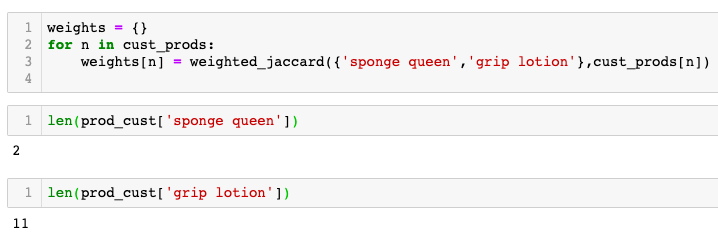 1 weights = {}
2 for n in cust_prods:
3     weights[n] = weighted_jaccard({'sponge queen','grip lotion'},cust_prods[n])
4
1 len(prod_cust['sponge queen'])
2
1 len(prod_cust['grip lotion'])
11